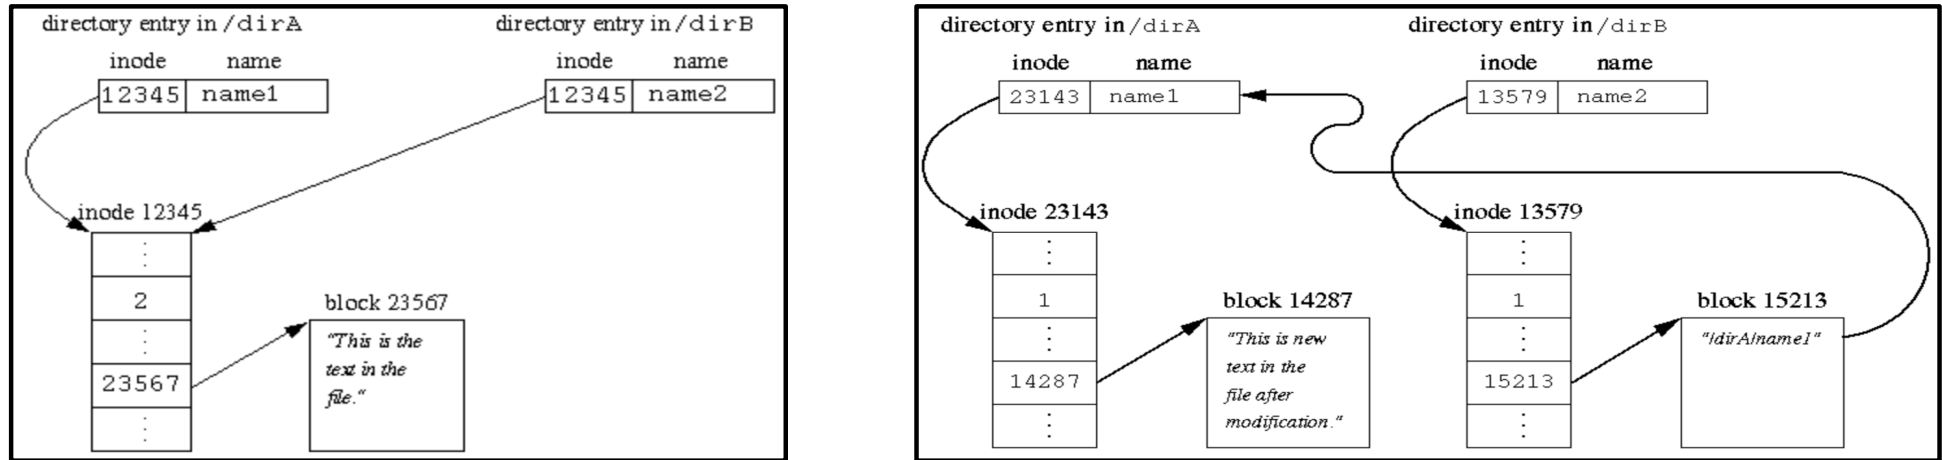 directory entry in /dirA
directory entry in /dirB
inode name
inode name
12345 name1
12345 name2
inode 12345
⋮
2
⋮
23567
⋮
block 23567
"This is the
text in the
file."
directory entry in /dirA
directory entry in /dirB
inode name
inode name
23143 name1
13579 name2
inode 23143
⋮
1
⋮
14287
⋮
block 14287
"This is new
text in the
file after
modification."
inode 13579
⋮
1
⋮
15213
⋮
block 15213
"/dirA/name1"